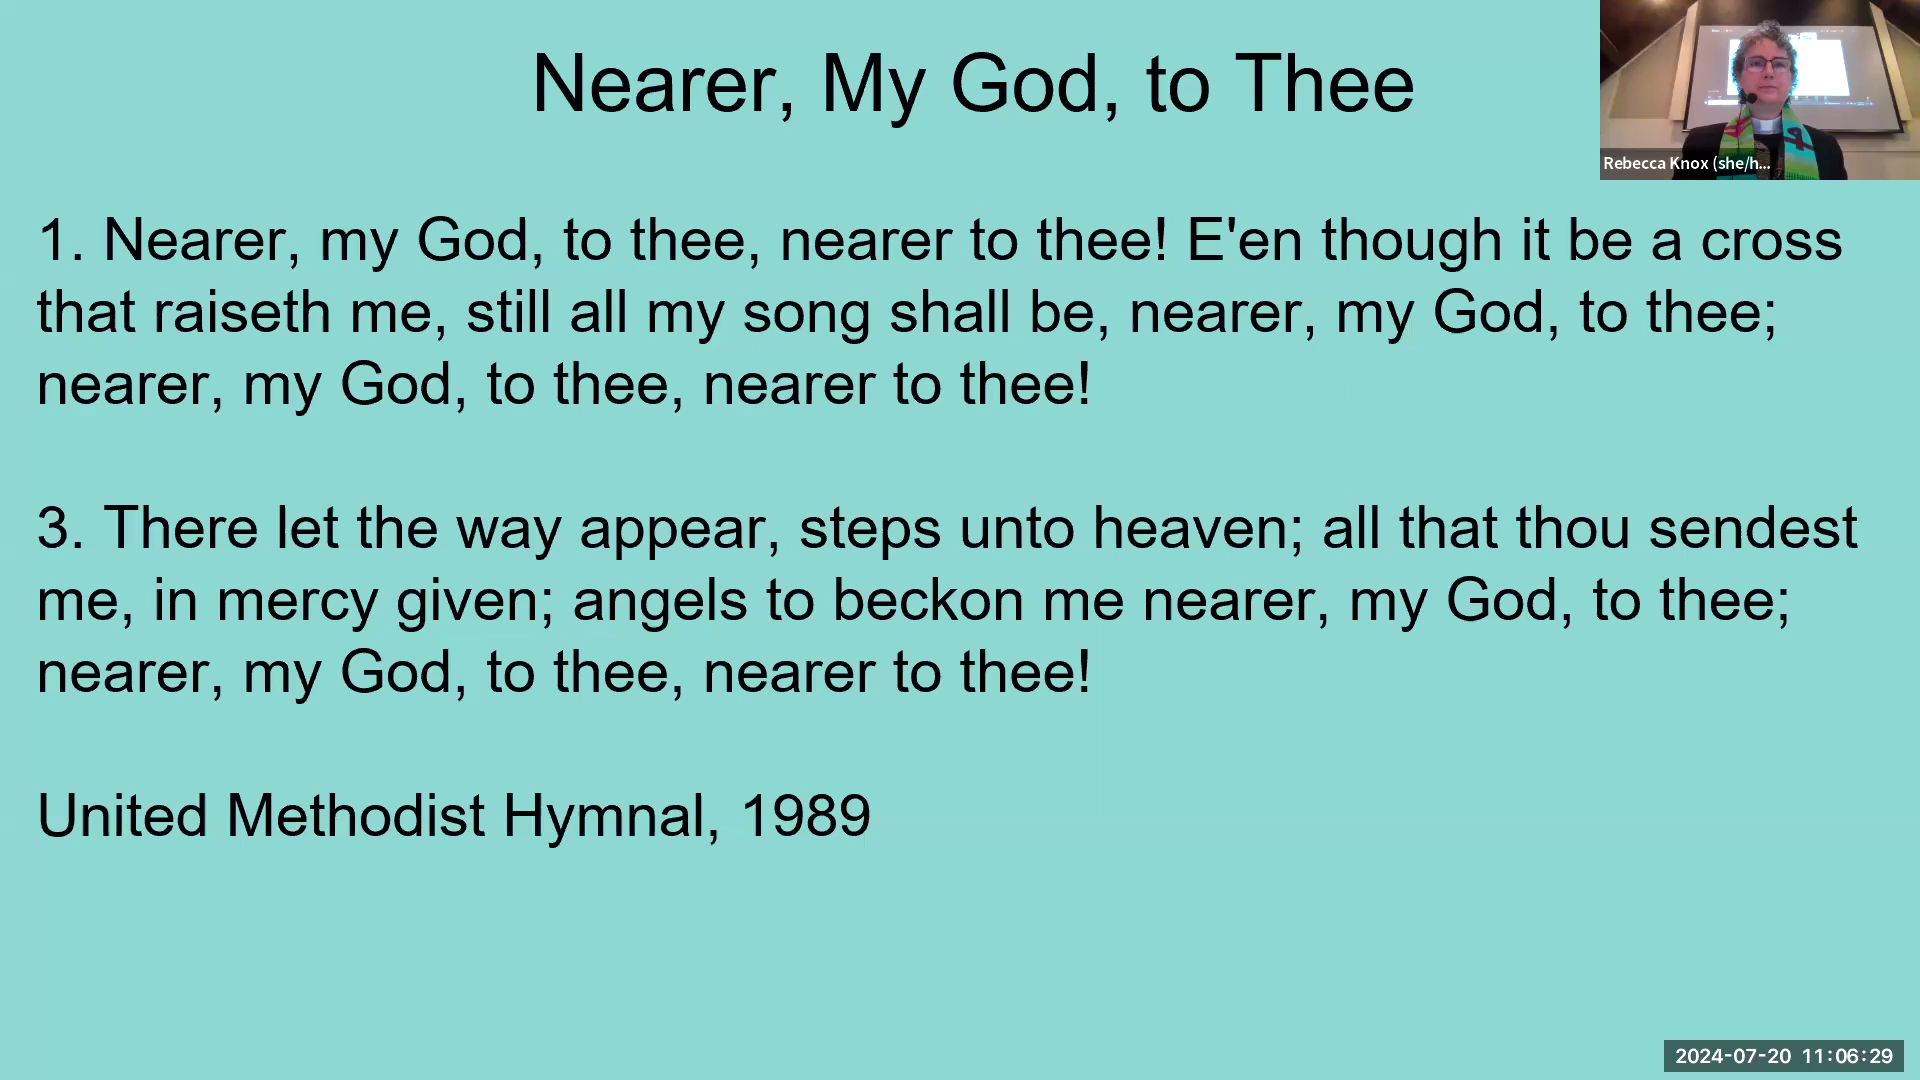 Nearer, My God, to Thee
Rebecca Knox (she/h...
1. Nearer, my God, to thee, nearer to thee! E'en though it be a cross
that raiseth me, still all my song shall be, nearer, my God, to thee;
nearer, my God, to thee, nearer to thee!
3. There let the way appear, steps unto heaven; all that thou sendest
me, in mercy given; angels to beckon me nearer, my God, to thee;
nearer, my God, to thee, nearer to thee!
United Methodist Hymnal, 1989
2024-07-20 11:06:29